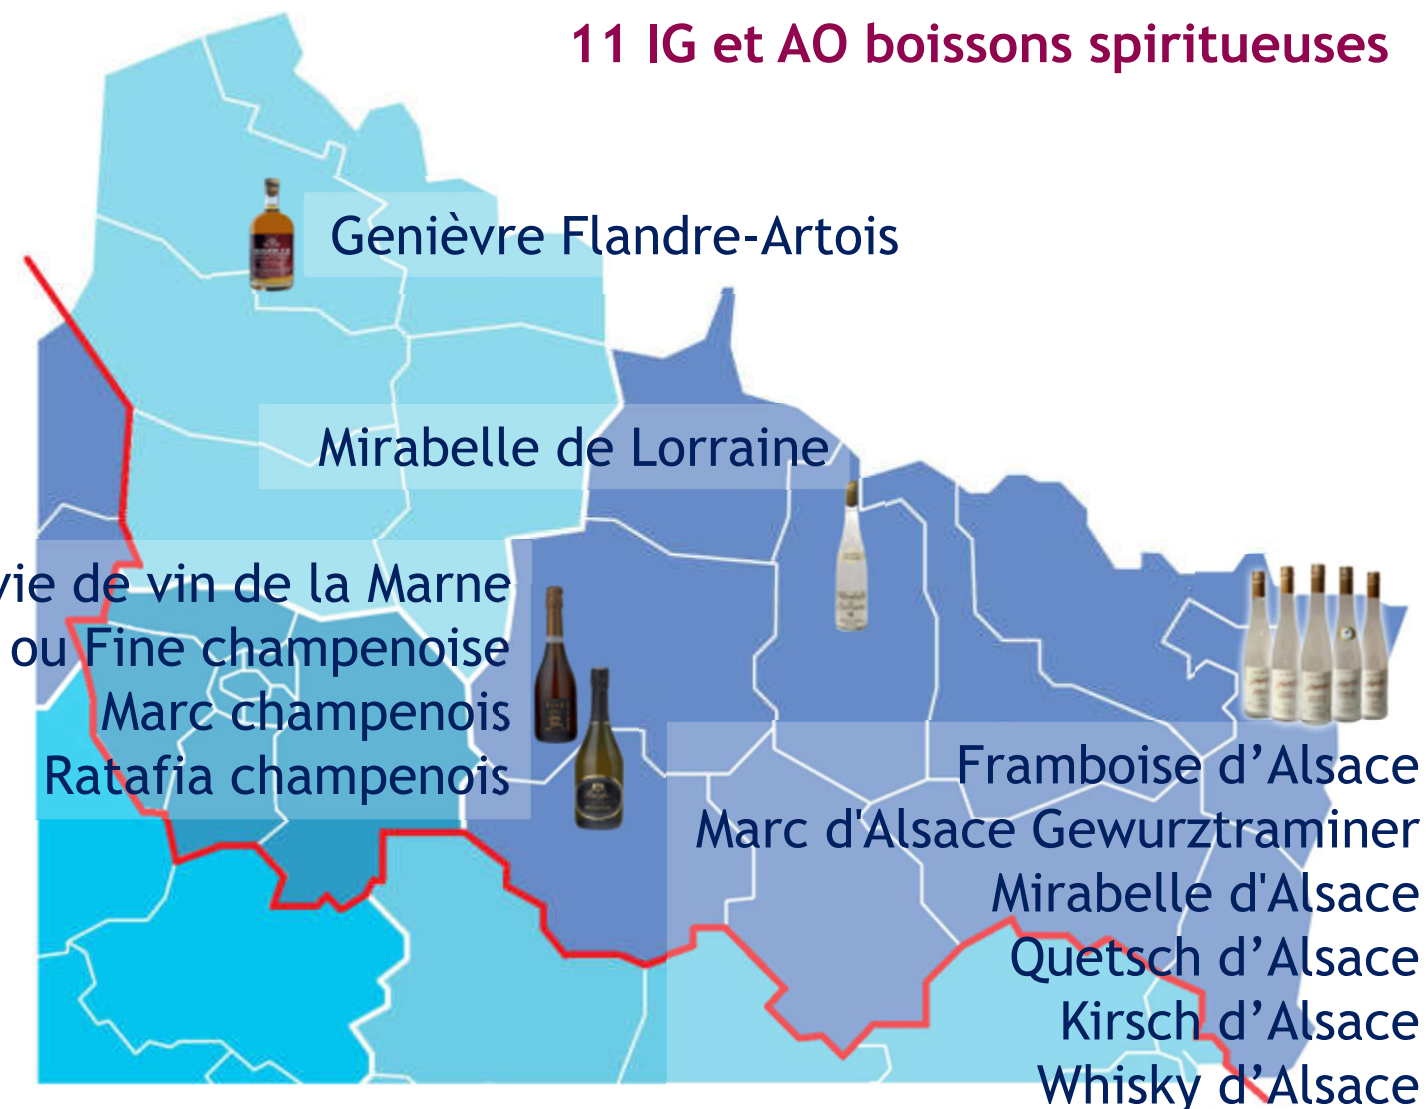 11 IG et AO boissons spiritueuses
Genièvre Flandre-Artois
Mirabelle de Lorraine
vie de vin de la Marne
ou Fine champenoise
Marc champenois
Ratafia champenois
Framboise d’Alsace
Marc d'Alsace Gewurztraminer
Mirabelle d'Alsace
Quetsch d’Alsace
Kirsch d’Alsace
Whisky d’Alsace